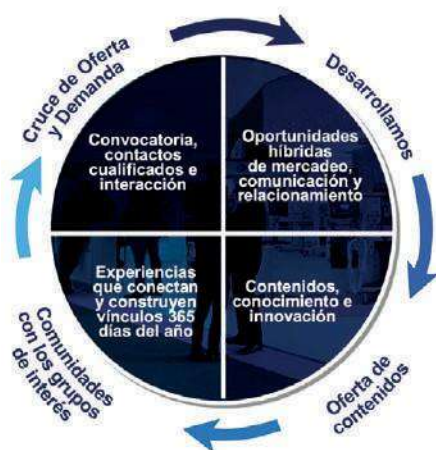 Cruce de Oferta
y Demanda
Desarrollamos
Convocatoria,
contactos
cualificados e
interacción
Oportunidades
híbridas
de mercadeo,
comunicación y
relacionamiento
Experiencias
que conectan
y construyen
vínculos 365
días del año
Contenidos,
conocimiento e
innovación
Comunidades
con los grupos
de interés
Oferta de
contenidos